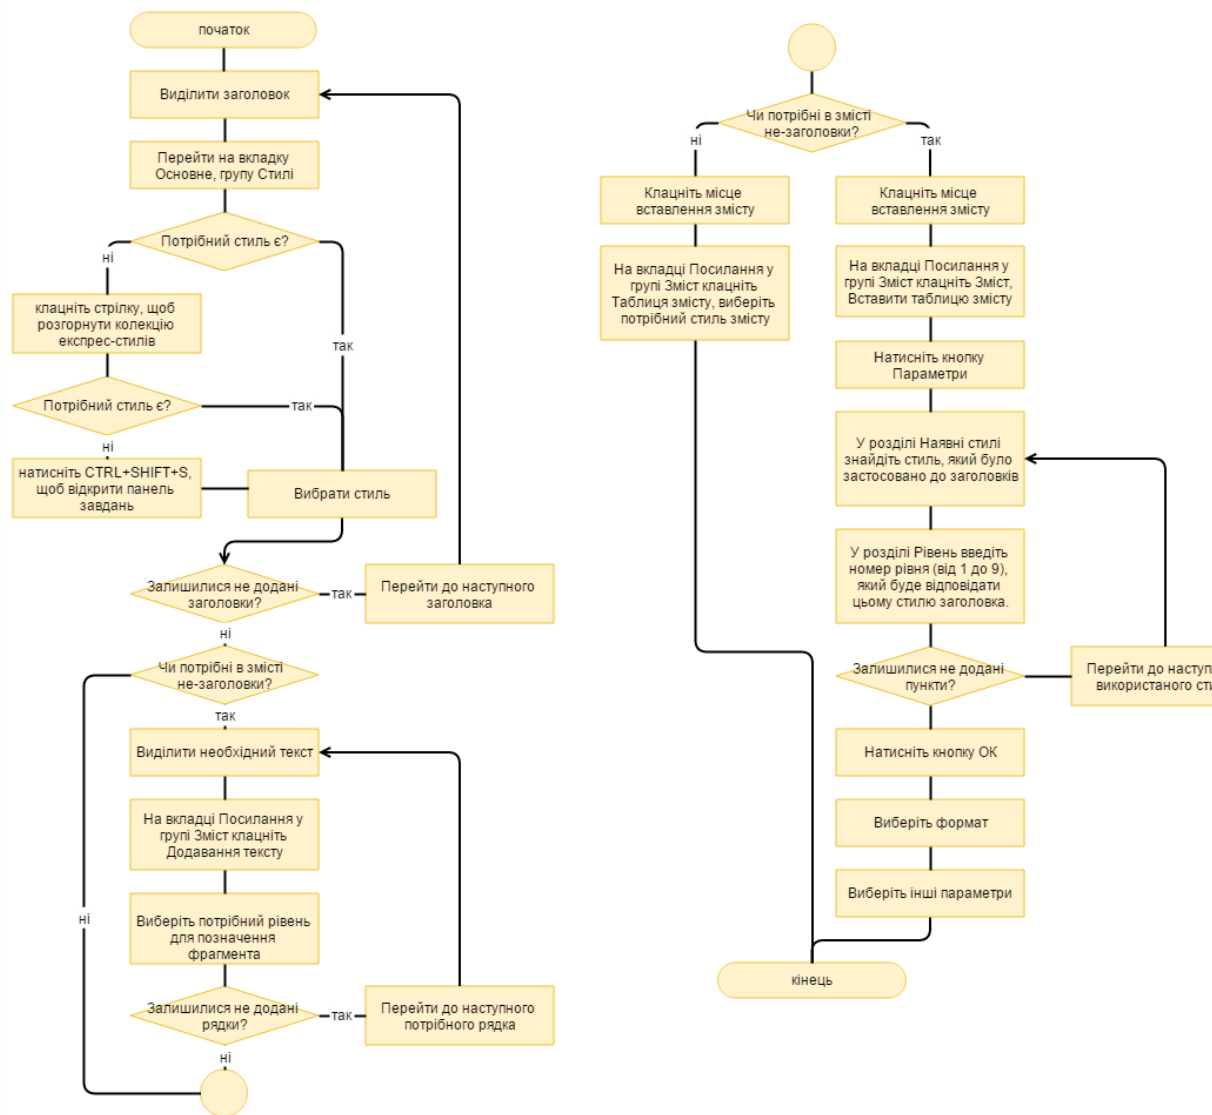 початок
Виділити заголовок
Перейти на вкладку
Основне, групу Стилі
Потрібний стиль є?
ні
так
клацніть стрілку, щоб
розгорнути колекцію
експрес-стилів
Потрібний стиль є?
так
ні
натисніть CTRL+SHIFT+S,
щоб відкрити панель
завдань
Вибрати стиль
Залишилися не додані
заголовки?
так
Перейти до наступного
заголовка
ні
Чи потрібні в змісті
не-заголовки?
ні
так
Виділити необхідний текст
На вкладці Посилання у
групі Зміст клацніть
Додавання тексту
Виберіть потрібний рівень
для позначення
фрагмента
Залишилися не додані
рядки?
так
Перейти до наступного
потрібного рядка
ні
Чи потрібні в змісті
не-заголовки?
ні
так
Клацніть місце
вставлення змісту
На вкладці Посилання у
групі Зміст клацніть
Таблиця змісту, виберіть
потрібний стиль змісту
Клацніть місце
вставлення змісту
На вкладці Посилання у
групі Зміст клацніть Зміст,
Вставити таблицю змісту
Натисніть кнопку
Параметри
У розділі Наявні стилі
знайдіть стиль, який було
застосовано до заголовків
У розділі Рівень введіть
номер рівня (від 1 до 9),
який буде відповідати
цьому стилю заголовка.
Залишилися не додані
пункти?
Перейти до наступ
використаного сти
Натисніть кнопку ОК
Виберіть формат
Виберіть інші параметри
кінець